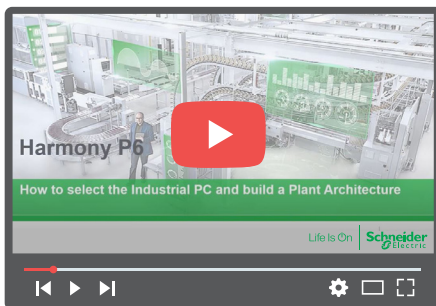 Harmony P6
How to select the Industrial PC and build a Plant Architecture
Life Is On
Schneider
Electric